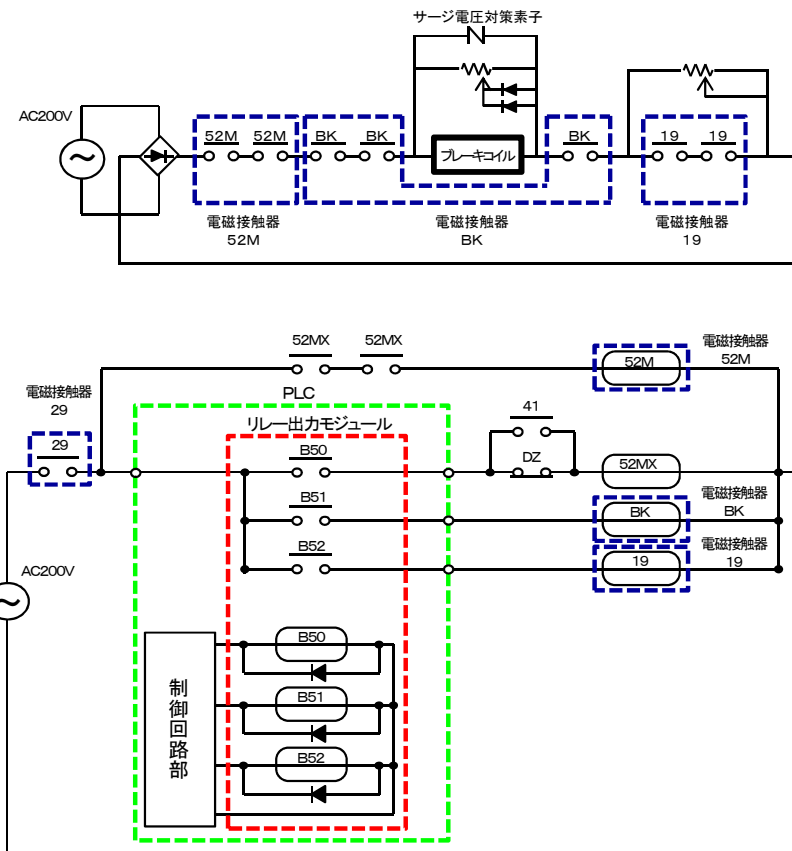 サージ電圧対策素子
AC200V
52M 52M BK BK BK 19 19
ブレーキコイル
電磁接触器
52M
電磁接触器
BK
電磁接触器
19
52MX 52MX
電磁接触器
52M
52M
電磁接触器
29
PLC
リレー出力モジュール
41
29
B50
DZ
52MX
B51
BK
電磁接触器
BK
B52
19
電磁接触器
19
AC200V
制御回路部
B50
B51
B52